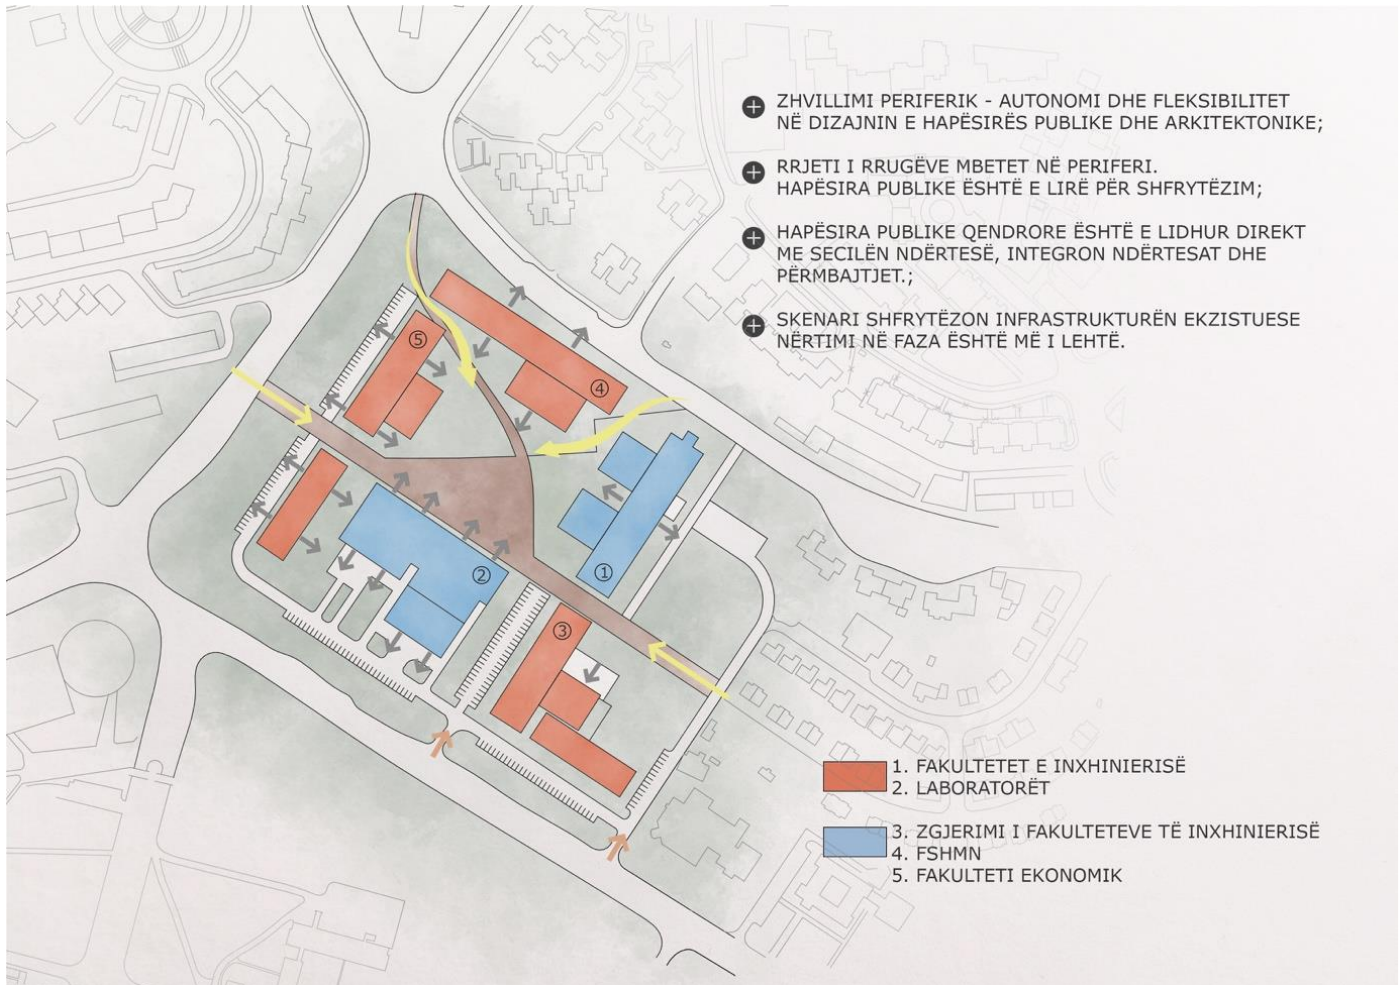 ZHVILLIMI PERIFERIK - AUTONOMI DHE FLEKSIBILITET
NË DIZAJNIN E HAPËSIRËS PUBLIKE DHE ARKITEKTONIKE;
RRJETI I RRUGËVE MBETET NË PERIFERI.
HAPËSIRA PUBLIKE ËSHTË E LIRË PËR SHFRYTËZIM;
HAPËSIRA PUBLIKE QENDRORE ËSHTË E LIDHUR DIREKT
ME SECILËN NDËRTESË, INTEGRON NDËRTESAT DHE
PËRMBAJTJET.;
SKENARI SHFRYTËZON INFRASTRUKTURËN EKZISTUESE
NËRTIMI NË FAZA ËSHTË MË I LEHTË.
5
4
1
2
3
1. FAKULTETET E INXHINIERISË
2. LABORATORËT
3. ZGJERIMI I FAKULTETEVE TË INXHINIERISË
4. FSHMN
5. FAKULTETI EKONOMIK